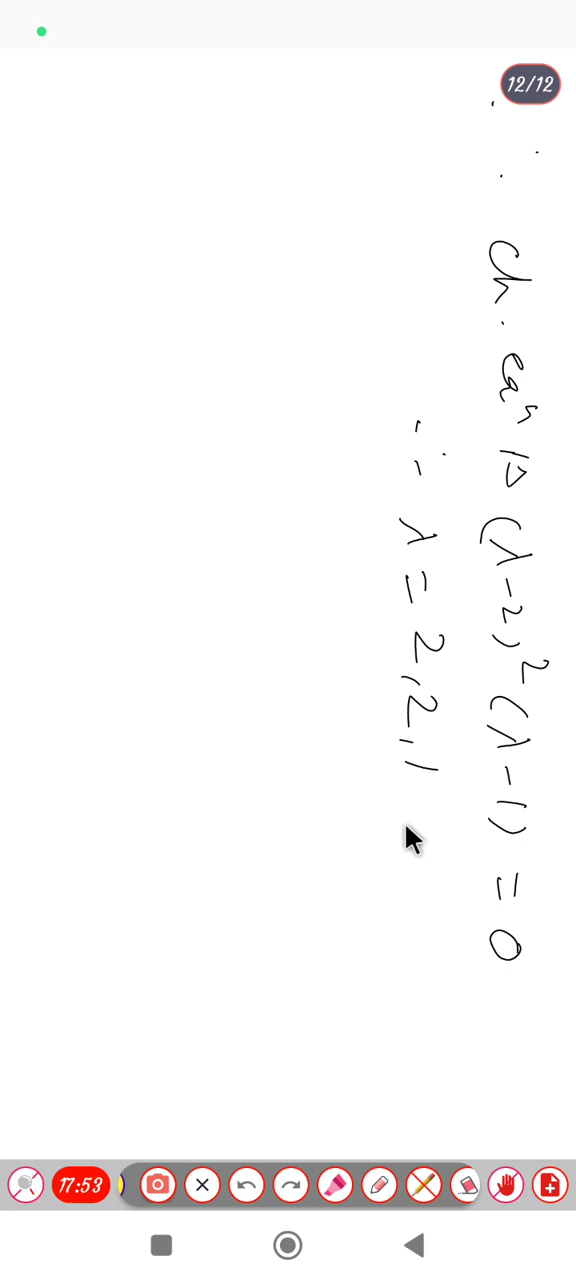 12/12
∴ Ch. eqⁿ is (λ-2)² (λ-1) = 0
∴ λ = 2, 2, 1
17:53